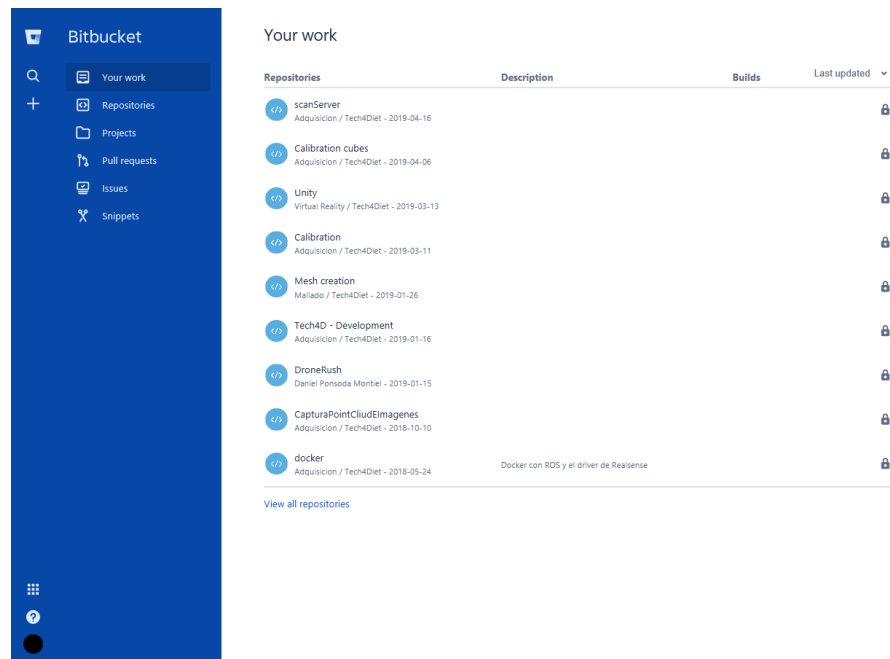 Bitbucket
Your work
Repositories
Projects
Pull requests
Issues
Snippets
Your work
Repositories Description Builds Last updated
scanServer
Adquisicion / Tech4Diet - 2019-04-16
Calibration cubes
Adquisicion / Tech4Diet - 2019-04-06
Unity
Virtual Reality / Tech4Diet - 2019-03-13
Calibration
Adquisicion / Tech4Diet - 2019-03-11
Mesh creation
Mallado / Tech4Diet - 2019-01-26
Tech4D - Development
Adquisicion / Tech4Diet - 2019-01-16
DroneRush
Daniel Ponsoda Montiel - 2019-01-15
CapturaPointCliudEImagenes
Adquisicion / Tech4Diet - 2018-10-10
docker
Adquisicion / Tech4Diet - 2018-05-24
Docker con ROS y el driver de Realsense
View all repositories